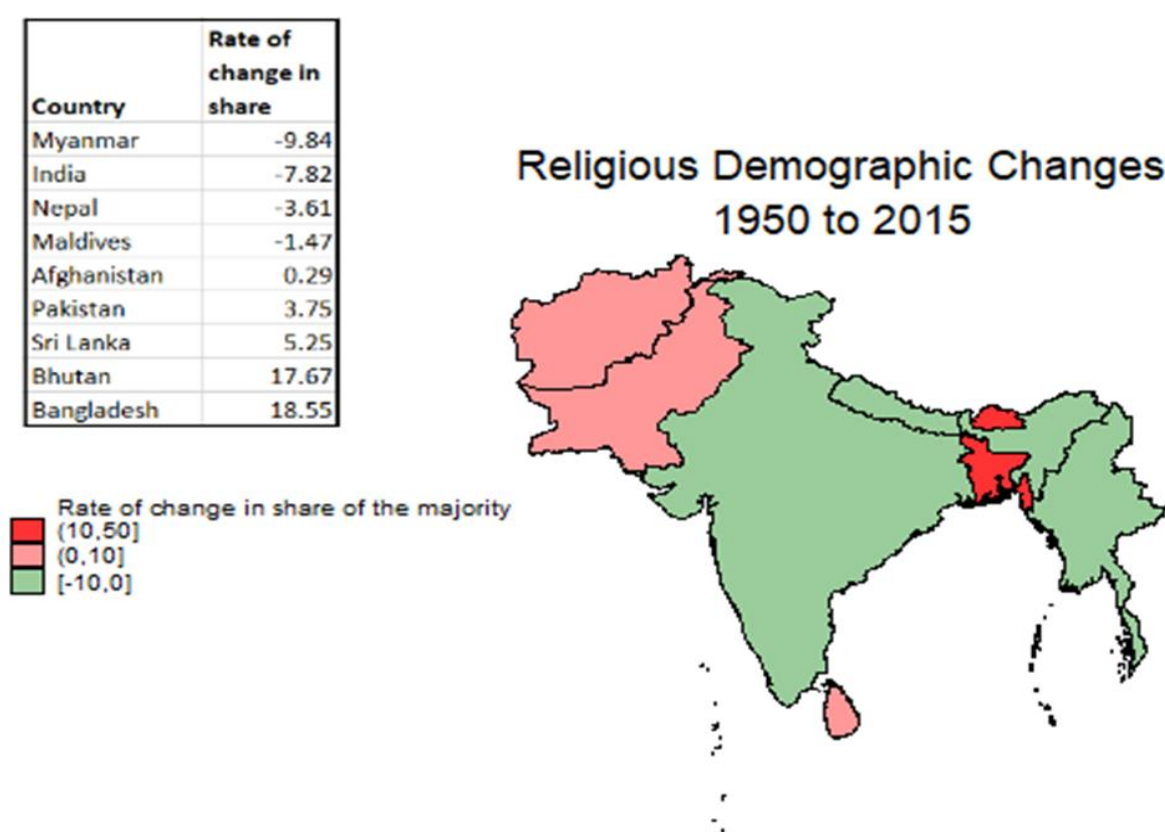 Country Rate of change in share
Myanmar -9.84
India -7.82
Nepal -3.61
Maldives -1.47
Afghanistan 0.29
Pakistan 3.75
Sri Lanka 5.25
Bhutan 17.67
Bangladesh 18.55
Religious Demographic Changes
1950 to 2015
Rate of change in share of the majority
(10,50]
(0,10]
[-10,0]